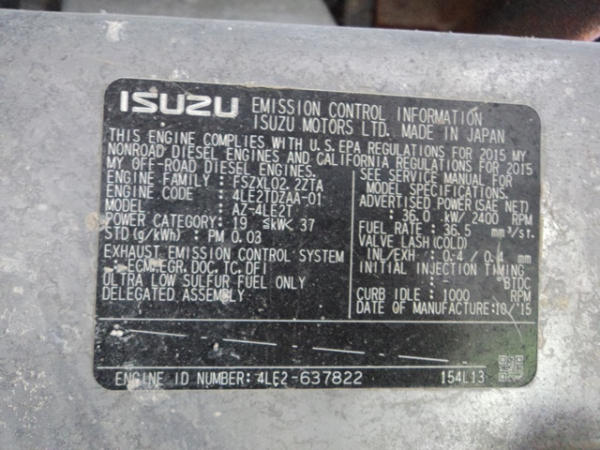 ISUZU EMISSION CONTROL INFORMATION
ISUZU MOTORS LTD. MADE IN JAPAN
THIS ENGINE COMPLIES WITH U.S. EPA REGULATIONS FOR 2015 MY
NONROAD DIESEL ENGINES AND CALIFORNIA REGULATIONS FOR 2015
MY OFF-ROAD DIESEL ENGINES.
ENGINE FAMILY : FSZXL02.2ZTA
ENGINE CODE : 4LE2TDZAA-01
MODEL : AZ-4LE2T
POWER CATEGORY : 19 ≦kW< 37
STD (g/kWh) : PM 0.03
EXHAUST EMISSION CONTROL SYSTEM
: ECM, EGR, DOC, TC, DFI
ULTRA LOW SULFUR FUEL ONLY
DELEGATED ASSEMBLY
SEE SERVICE MANUAL FOR
MODEL SPECIFICATIONS.
ADVERTISED POWER (SAE NET)
: 36.0 kW/ 2400 RPM
FUEL RATE : 36.5 mm³/st.
VALVE LASH (COLD)
INL/EXH : 0.4 / 0.4 mm
INITIAL INJECTION TIMING
: - °BTDC
CURB IDLE : 1000 RPM
DATE OF MANUFACTURE: 10/'15
ENGINE ID NUMBER: 4LE2-637822 154L13